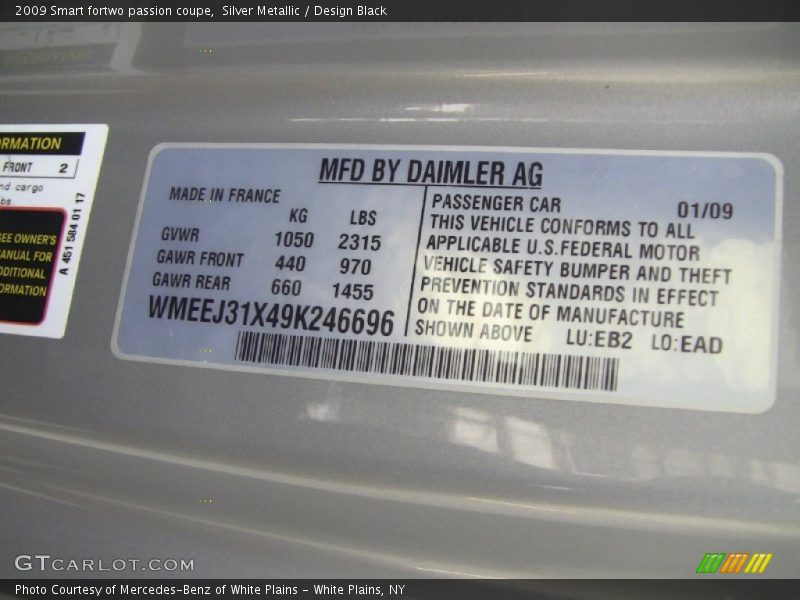 2009 Smart fortwo passion coupe,  Silver Metallic / Design Black
ORMATION
FRONT 2
nd cargo
bs
SEE OWNER'S
ANUAL FOR
DDITIONAL
ORMATION
A 451 584 01 17
MFD BY DAIMLER AG
MADE IN FRANCE
KG LBS
GVWR 1050 2315
GAWR FRONT 440 970
GAWR REAR 660 1455
WMEEJ31X49K246696
PASSENGER CAR 01/09
THIS VEHICLE CONFORMS TO ALL
APPLICABLE U.S.FEDERAL MOTOR
VEHICLE SAFETY BUMPER AND THEFT
PREVENTION STANDARDS IN EFFECT
ON THE DATE OF MANUFACTURE
SHOWN ABOVE LU:EB2 LO:EAD
GTCARLOT.COM
Photo Courtesy of Mercedes-Benz of White Plains - White Plains, NY